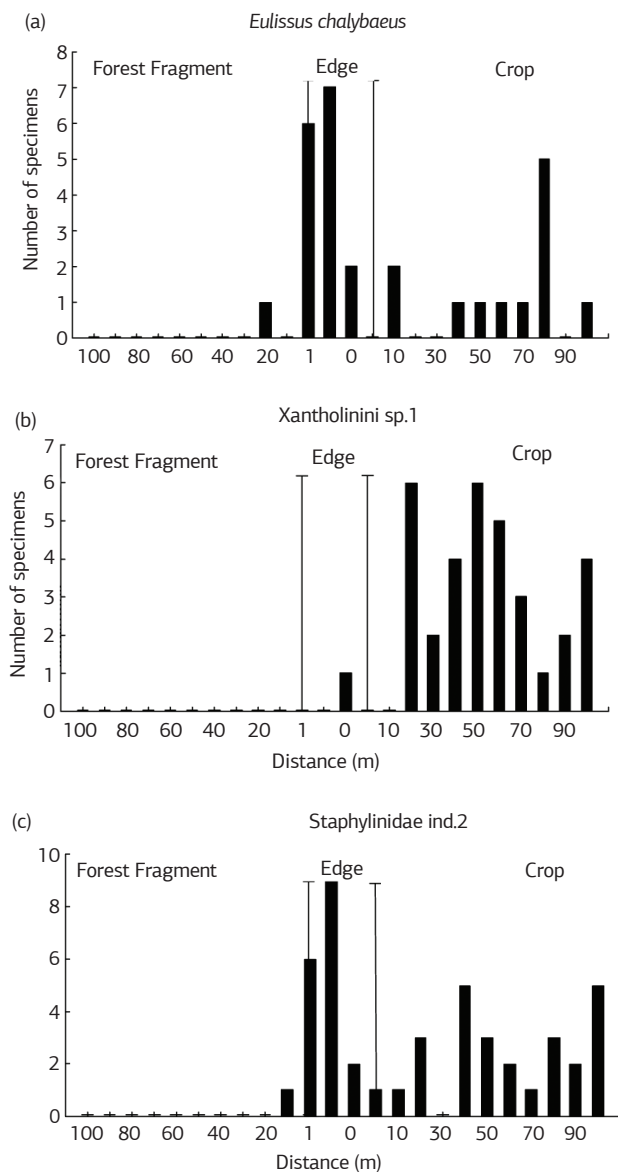 (a)
Eulissus chalybaeus
Forest Fragment Edge Crop
Number of specimens
8
7
6
5
4
3
2
1
0
100 80 60 40 20 1 0 10 30 50 70 90
(b)
Xantholinini sp.1
Forest Fragment Edge Crop
Number of specimens
7
6
5
4
3
2
1
0
100 80 60 40 20 1 0 10 30 50 70 90
Distance (m)
(c)
Staphylinidae ind.2
Forest Fragment Edge Crop
Number of specimens
10
8
6
4
2
0
100 80 60 40 20 1 0 10 30 50 70 90
Distance (m)